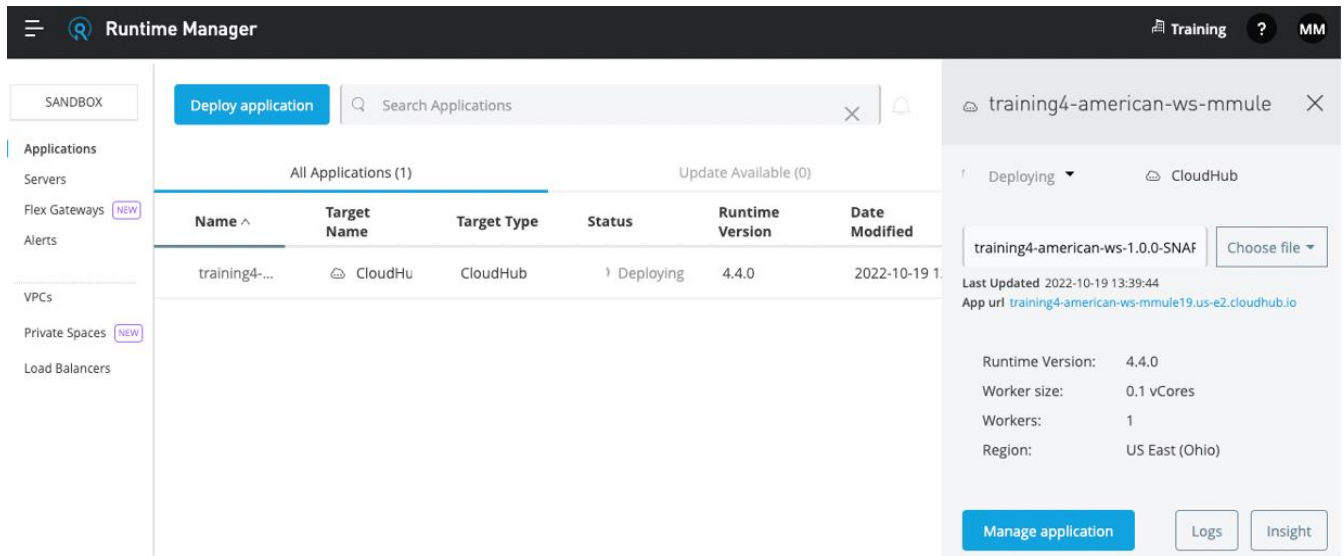 Runtime Manager
Training ? MM
SANDBOX
Applications
Servers
Flex Gateways NEW
Alerts
VPCs
Private Spaces NEW
Load Balancers
Deploy application
Search Applications
All Applications (1)
Update Available (0)
Name
Target Name
Target Type
Status
Runtime Version
Date Modified
training4-...
CloudHu
CloudHub
Deploying
4.4.0
2022-10-19 1
training4-american-ws-mmule
Deploying
CloudHub
training4-american-ws-1.0.0-SNAF
Choose file
Last Updated 2022-10-19 13:39:44
App url training4-american-ws-mmule19.us-e2.cloudhub.io
Runtime Version: 4.4.0
Worker size: 0.1 vCores
Workers: 1
Region: US East (Ohio)
Manage application
Logs
Insight